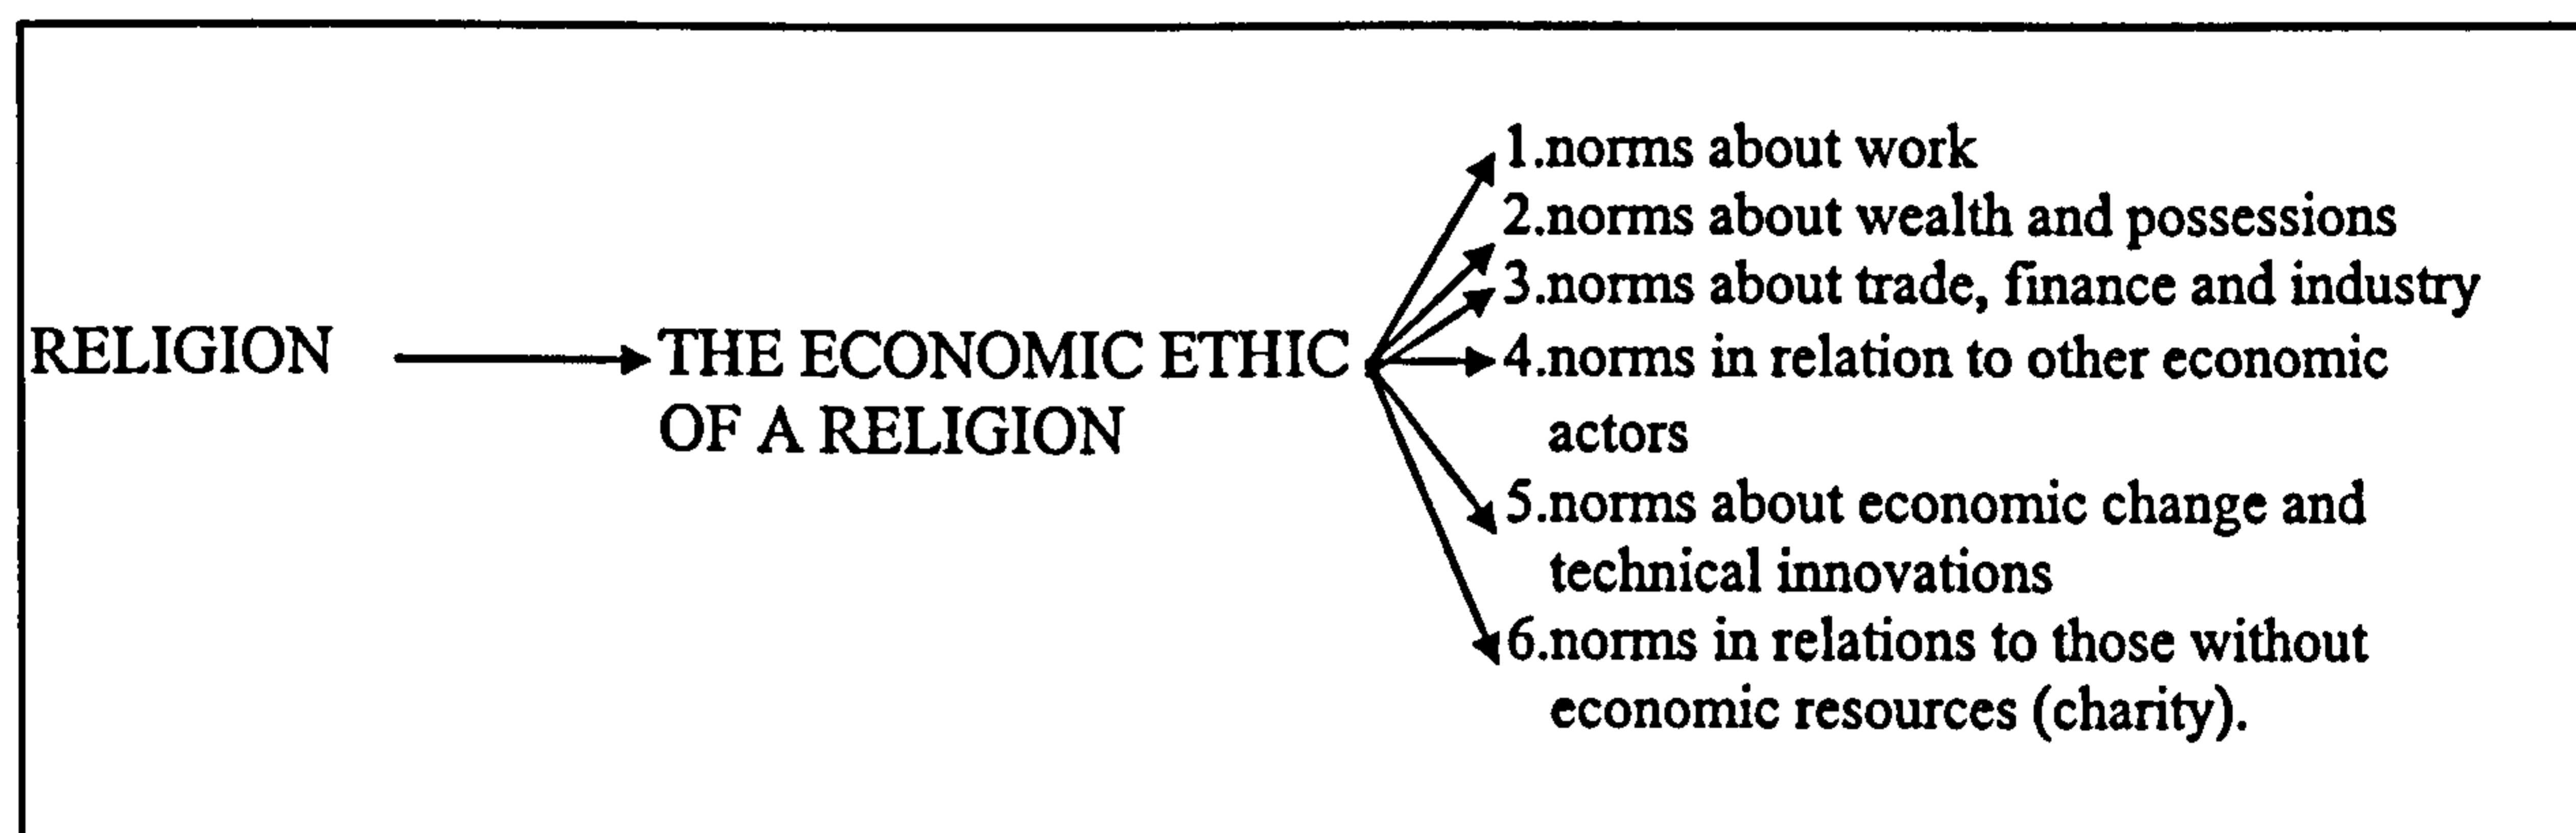 RELIGION
THE ECONOMIC ETHIC
OF A RELIGION
1.norms about work
2.norms about wealth and possessions
3.norms about trade, finance and industry
4.norms in relation to other economic
actors
5.norms about economic change and
technical innovations
6.norms in relations to those without
economic resources (charity).